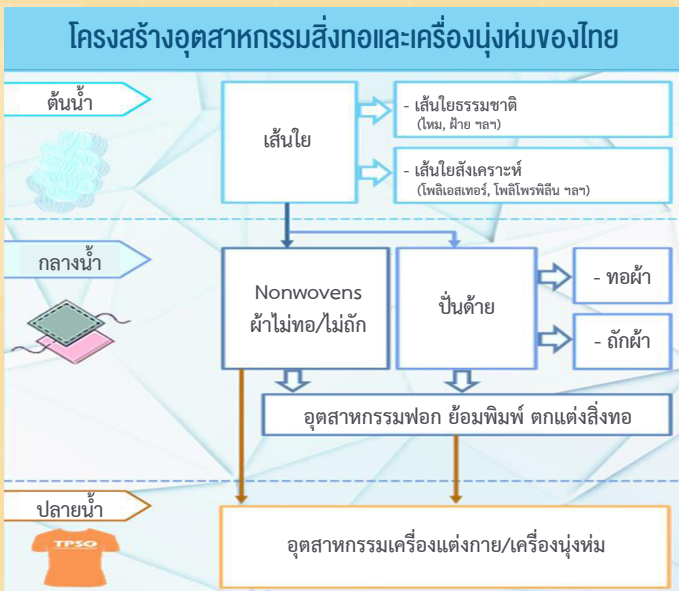 โครงสร้างอุตสาหกรรมสิ่งทอและเครื่องนุ่งห่มของไทย
ต้นน้ำ
เส้นใย
- เส้นใยธรรมชาติ
(ไหม, ฝ้าย ฯลฯ)
- เส้นใยสังเคราะห์
(โพลิเอสเทอร์, โพลิโพรพิลีน ฯลฯ)
กลางน้ำ
Nonwovens
ผ้าไม่ทอ/ไม่ถัก
ปั่นด้าย
- ทอผ้า
- ถักผ้า
อุตสาหกรรมฟอก ย้อมพิมพ์ ตกแต่งสิ่งทอ
ปลายน้ำ
TPSO
อุตสาหกรรมเครื่องแต่งกาย/เครื่องนุ่งห่ม